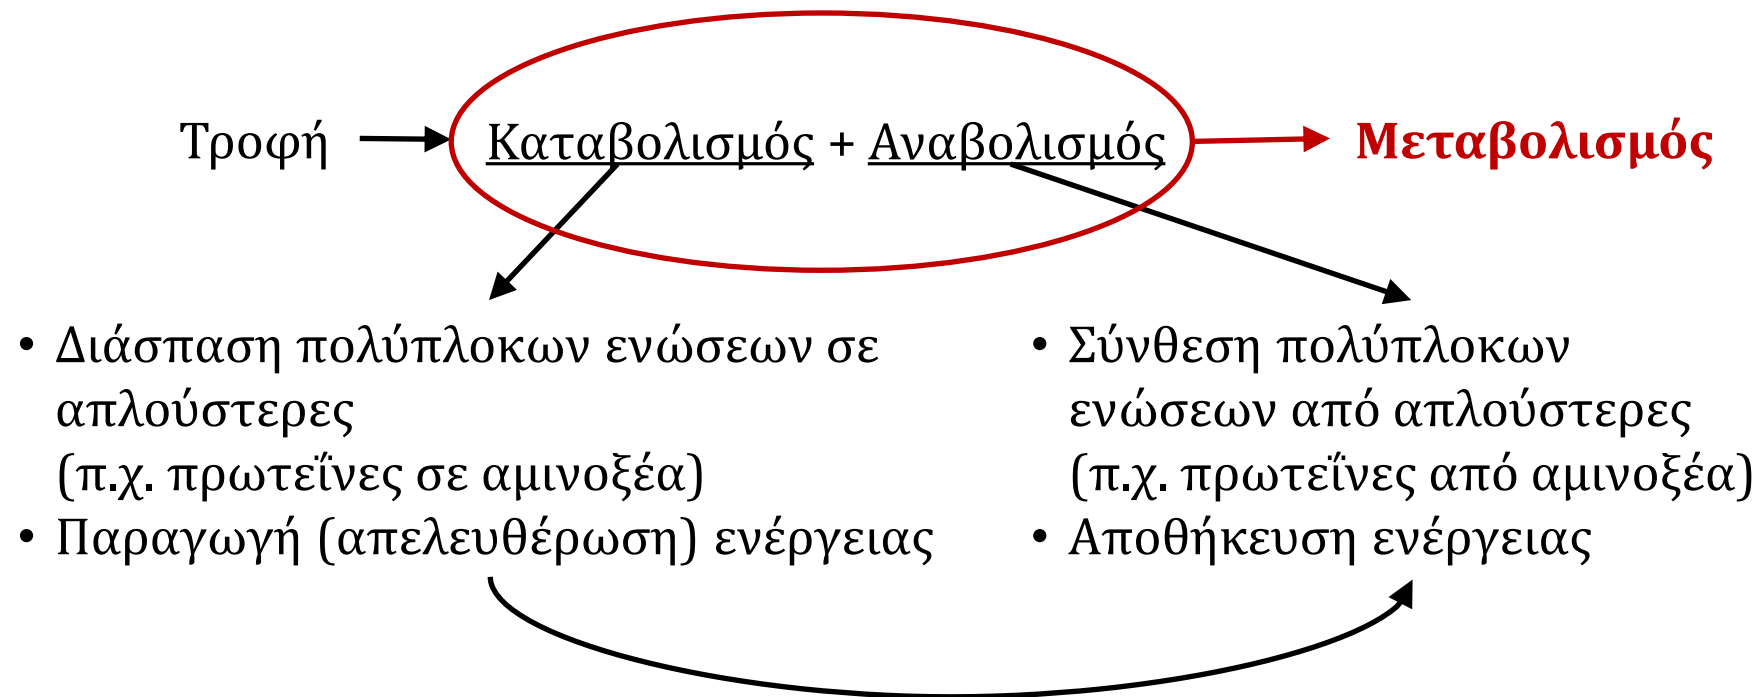 Τροφή Καταβολισμός + Αναβολισμός Μεταβολισμός
• Διάσπαση πολύπλοκων ενώσεων σε
απλούστερες
(π.χ. πρωτεΐνες σε αμινοξέα)
• Παραγωγή (απελευθέρωση) ενέργειας
• Σύνθεση πολύπλοκων
ενώσεων από απλούστερες
(π.χ. πρωτεΐνες από αμινοξέα)
• Αποθήκευση ενέργειας